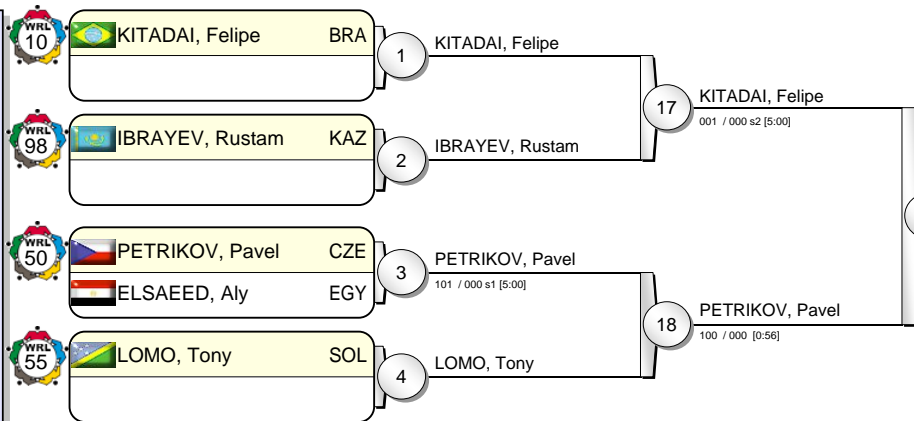 WRL
10
KITADAI, Felipe BRA
1
KITADAI, Felipe
17
KITADAI, Felipe
001 / 000 s2 [5:00]
WRL
98
IBRAYEV, Rustam KAZ
2
IBRAYEV, Rustam
WRL
50
PETRIKOV, Pavel CZE
ELSAEED, Aly EGY
3
PETRIKOV, Pavel
101 / 000 s1 [5:00]
18
PETRIKOV, Pavel
100 / 000 [0:56]
WRL
55
LOMO, Tony SOL
4
LOMO, Tony